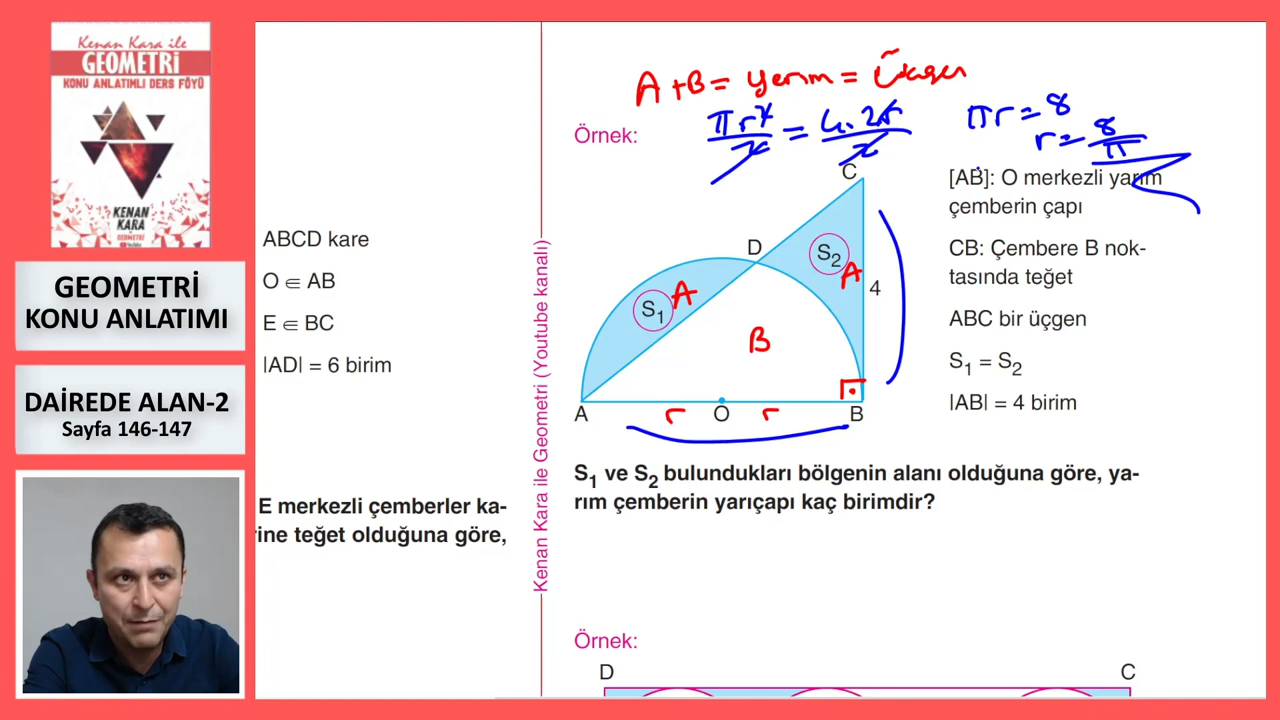 Kenan Kara ile
GEOMETRİ
KONU ANLATIMLI DERS FÖYÜ
KENAN
KARA
GEOMETRİ
KONU ANLATIMI
DAİREDE ALAN-2
Sayfa 146-147
ABCD kare
O ∈ AB
E ∈ BC
|AD| = 6 birim
E merkezli çemberler ka-
rine teğet olduğuna göre,
Kenan Kara ile Geometri (Youtube kanalı)
A+B = yarım = üçgen
Örnek:
πr²/2 = 4.2r/2
πr = 8
r = 8/π
C
D
S₂
A
4
S₁
A
B
A
r
O
r
B
[AB]: O merkezli yarım
çemberin çapı
CB: Çembere B nok-
tasında teğet
ABC bir üçgen
S₁ = S₂
|AB| = 4 birim
S₁ ve S₂ bulundukları bölgenin alanı olduğuna göre, ya-
rım çemberin yarıçapı kaç birimdir?
Örnek:
D
C